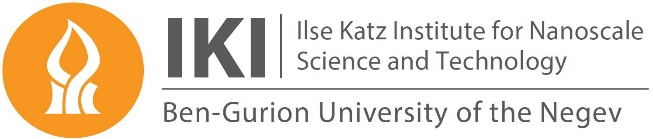 IKI
Ilse Katz Institute for Nanoscale
Science and Technology
Ben-Gurion University of the Negev